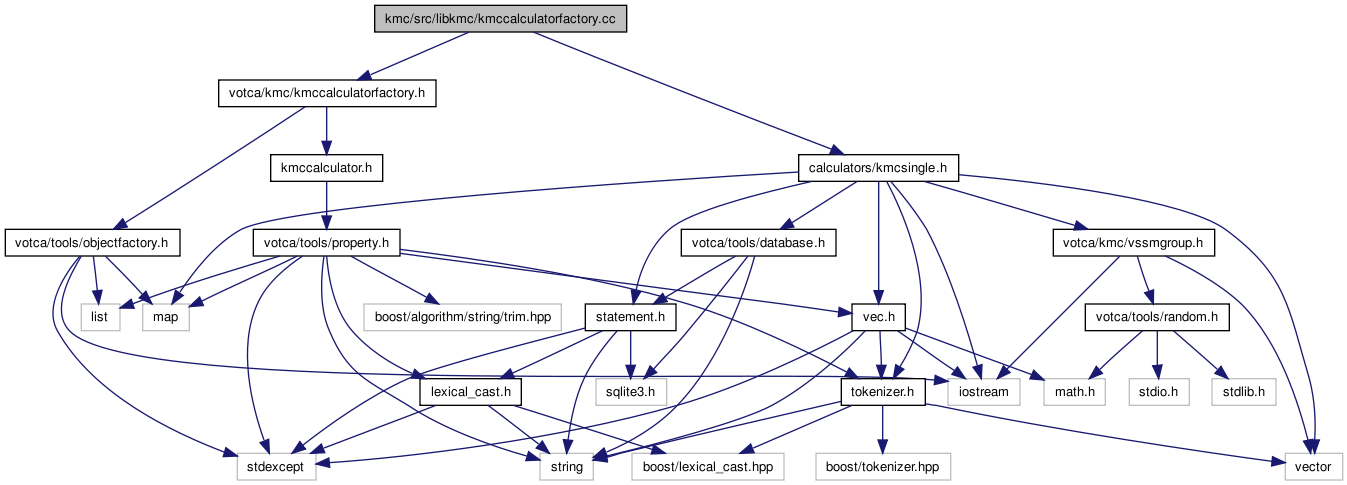 kmc/src/libkmc/kmccalculatorfactory.cc
votca/kmc/kmccalculatorfactory.h
kmccalculator.h
calculators/kmcsingle.h
votca/tools/objectfactory.h
votca/tools/property.h
votca/tools/database.h
votca/kmc/vssmgroup.h
list
map
boost/algorithm/string/trim.hpp
statement.h
vec.h
votca/tools/random.h
lexical_cast.h
sqlite3.h
tokenizer.h
iostream
math.h
stdio.h
stdlib.h
stdexcept
string
boost/lexical_cast.hpp
boost/tokenizer.hpp
vector